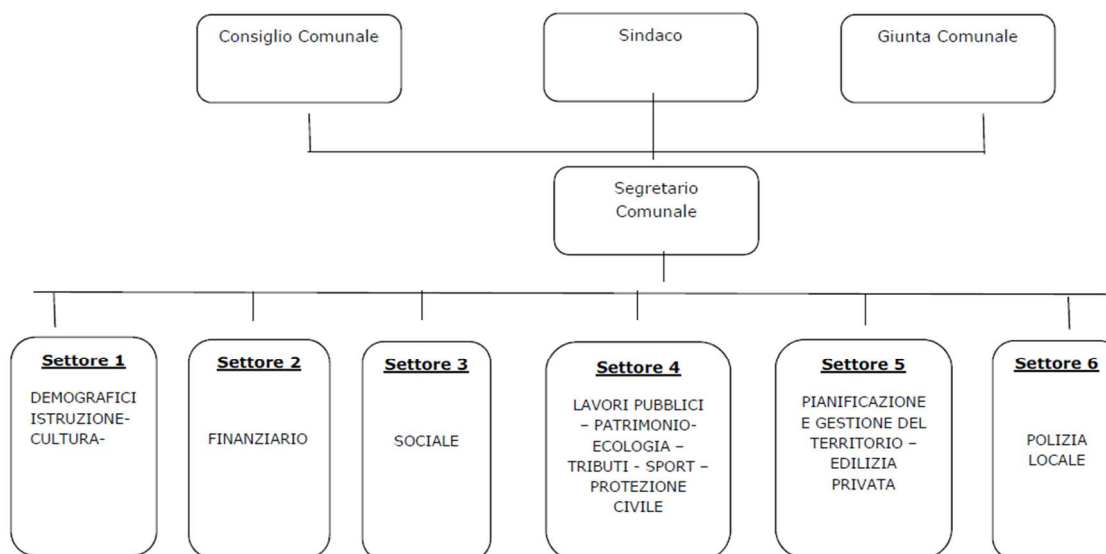 Consiglio Comunale
Sindaco
Giunta Comunale
Segretario
Comunale
Settore 1
DEMOGRAFICI
ISTRUZIONE-
CULTURA-
Settore 2
FINANZIARIO
Settore 3
SOCIALE
Settore 4
LAVORI PUBBLICI
– PATRIMONIO-
ECOLOGIA –
TRIBUTI - SPORT –
PROTEZIONE
CIVILE
Settore 5
PIANIFICAZIONE
E GESTIONE DEL
TERRITORIO –
EDILIZIA
PRIVATA
Settore 6
POLIZIA
LOCALE